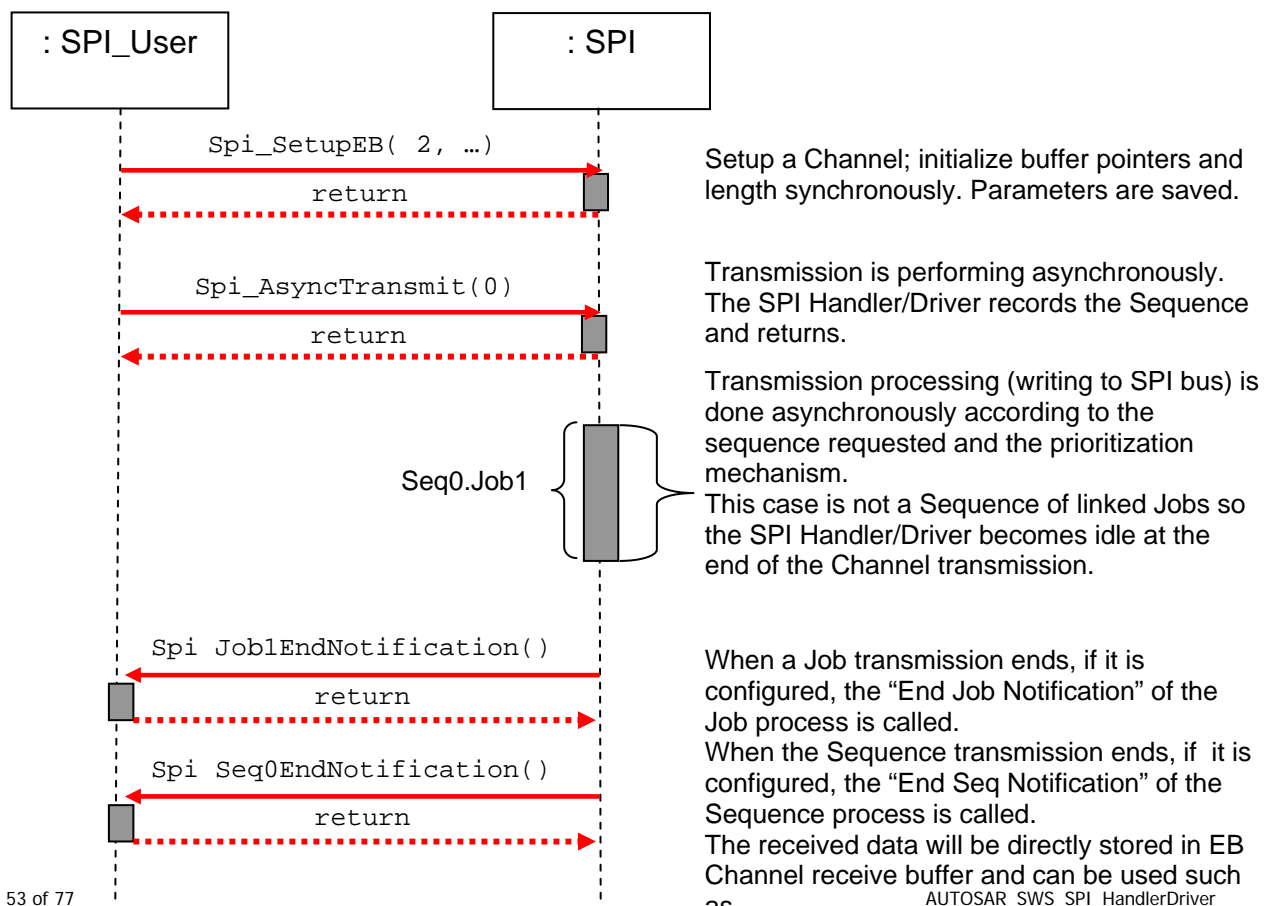 : SPI_User
: SPI
Spi_SetupEB( 2, …)
return
Setup a Channel; initialize buffer pointers and
length synchronously. Parameters are saved.
Spi_AsyncTransmit(0)
return
Transmission is performing asynchronously.
The SPI Handler/Driver records the Sequence
and returns.
Seq0.Job1
Transmission processing (writing to SPI bus) is
done asynchronously according to the
sequence requested and the prioritization
mechanism.
This case is not a Sequence of linked Jobs so
the SPI Handler/Driver becomes idle at the
end of the Channel transmission.
Spi Job1EndNotification()
return
Spi Seq0EndNotification()
return
When a Job transmission ends, if it is
configured, the “End Job Notification” of the
Job process is called.
When the Sequence transmission ends, if it is
configured, the “End Seq Notification” of the
Sequence process is called.
The received data will be directly stored in EB
Channel receive buffer and can be used such
as
53 of 77
AUTOSAR SWS SPI HandlerDriver